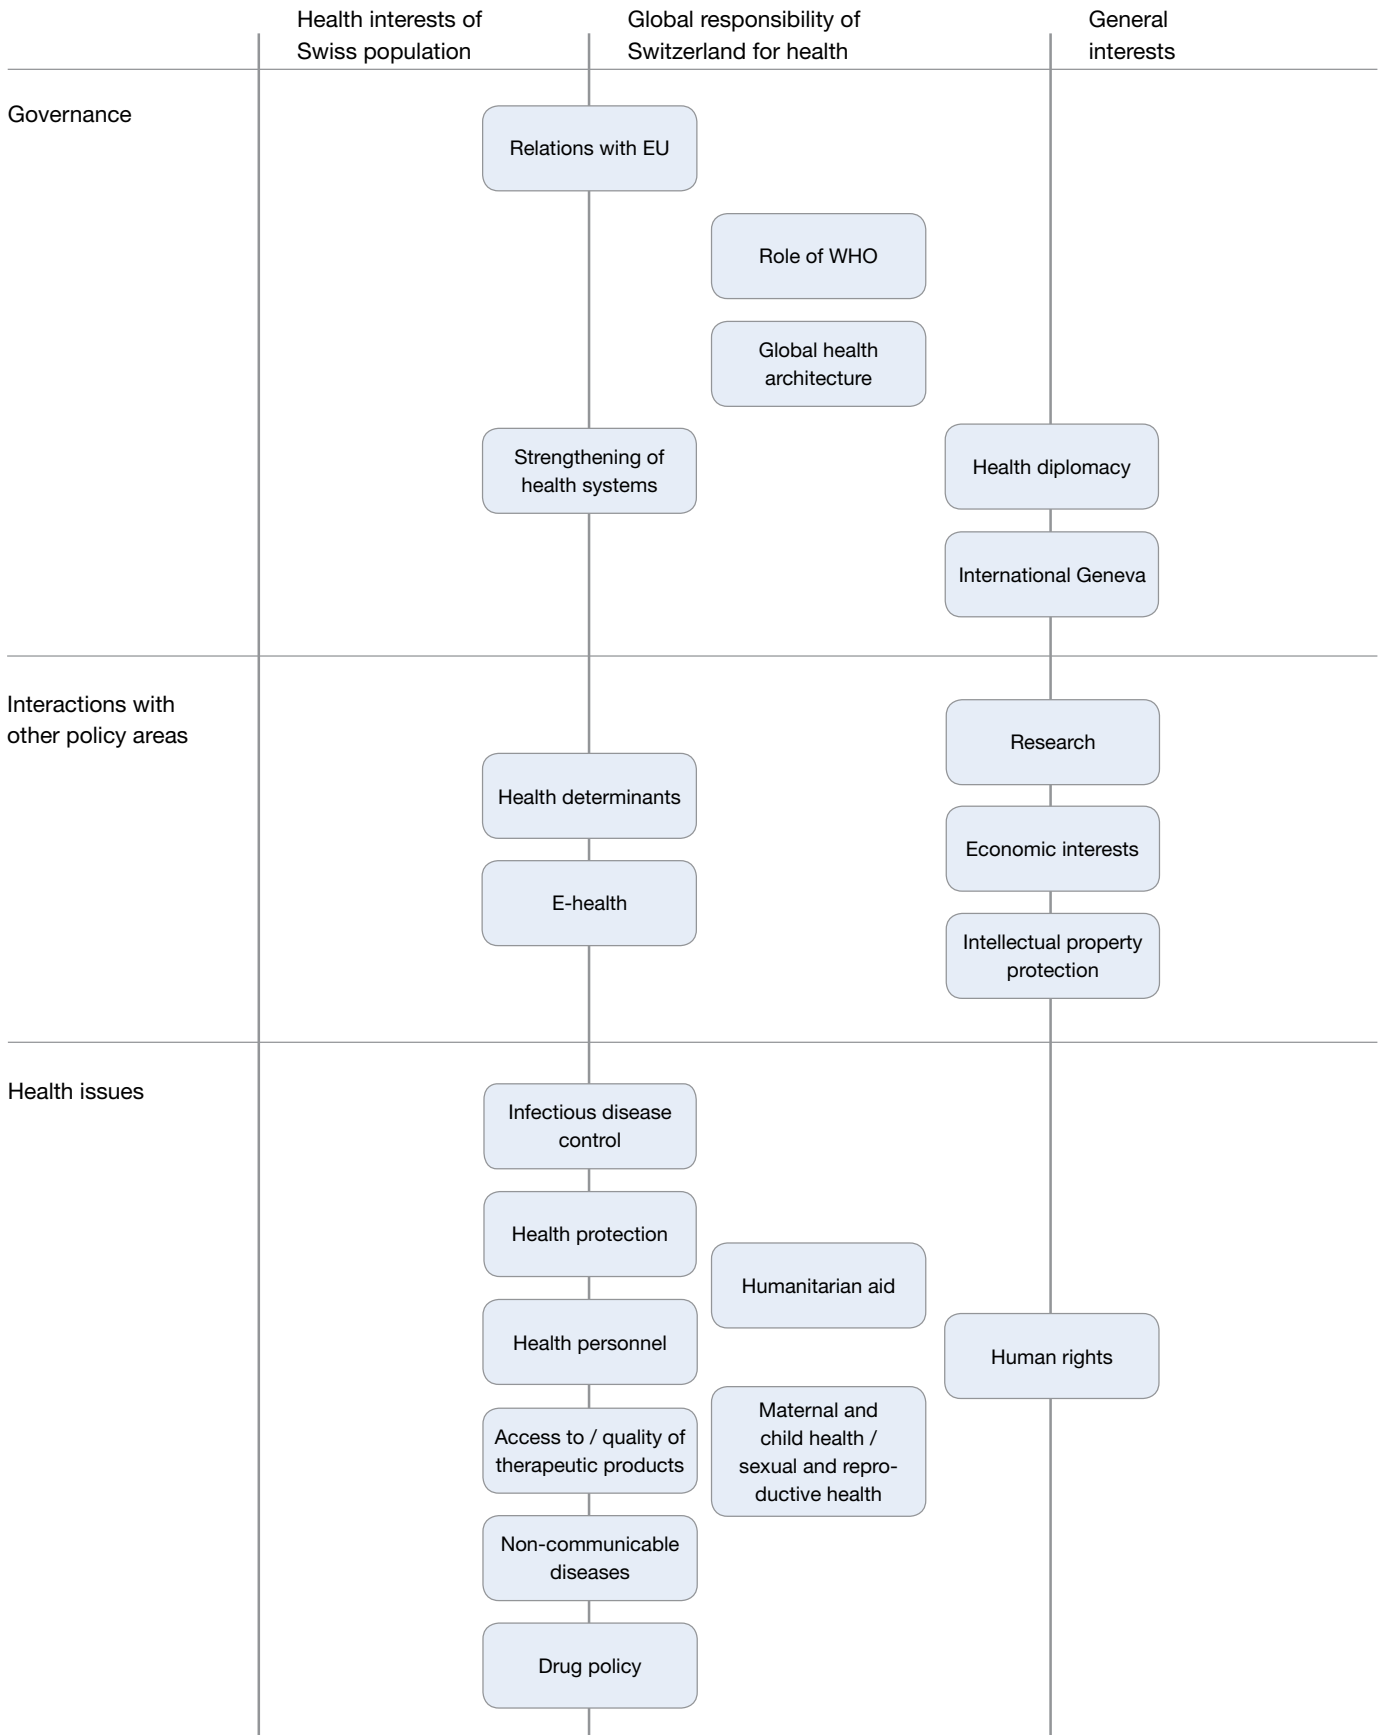 Health interests of
Swiss population
Global responsibility of
Switzerland for health
General
interests
Governance
Relations with EU
Role of WHO
Global health
architecture
Strengthening of
health systems
Health diplomacy
International Geneva
Interactions with
other policy areas
Research
Health determinants
Economic interests
E-health
Intellectual property
protection
Health issues
Infectious disease
control
Health protection
Humanitarian aid
Health personnel
Human rights
Access to / quality of
therapeutic products
Maternal and
child health /
sexual and repro-
ductive health
Non-communicable
diseases
Drug policy